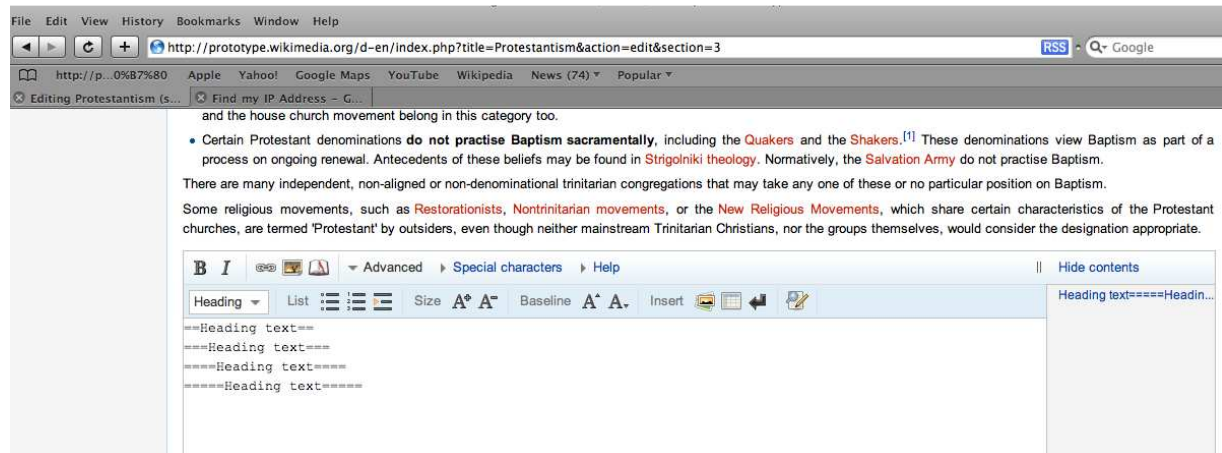 File Edit View History Bookmarks Window Help
http://prototype.wikimedia.org/d-en/index.php?title=Protestantism&action=edit&section=3 RSS Google
http://p...0%B7%80 Apple Yahoo! Google Maps YouTube Wikipedia News (74) Popular
Editing Protestantism (s... Find my IP Address – G...
and the house church movement belong in this category too.
• Certain Protestant denominations do not practise Baptism sacramentally, including the Quakers and the Shakers.[1] These denominations view Baptism as part of a
process on ongoing renewal. Antecedents of these beliefs may be found in Strigolniki theology. Normatively, the Salvation Army do not practise Baptism.
There are many independent, non-aligned or non-denominational trinitarian congregations that may take any one of these or no particular position on Baptism.
Some religious movements, such as Restorationists, Nontrinitarian movements, or the New Religious Movements, which share certain characteristics of the Protestant
churches, are termed 'Protestant' by outsiders, even though neither mainstream Trinitarian Christians, nor the groups themselves, would consider the designation appropriate.
B I Advanced Special characters Help || Hide contents
Heading List Size A A Baseline A A Insert Heading text=====Headin...
==Heading text==
===Heading text===
====Heading text====
=====Heading text=====